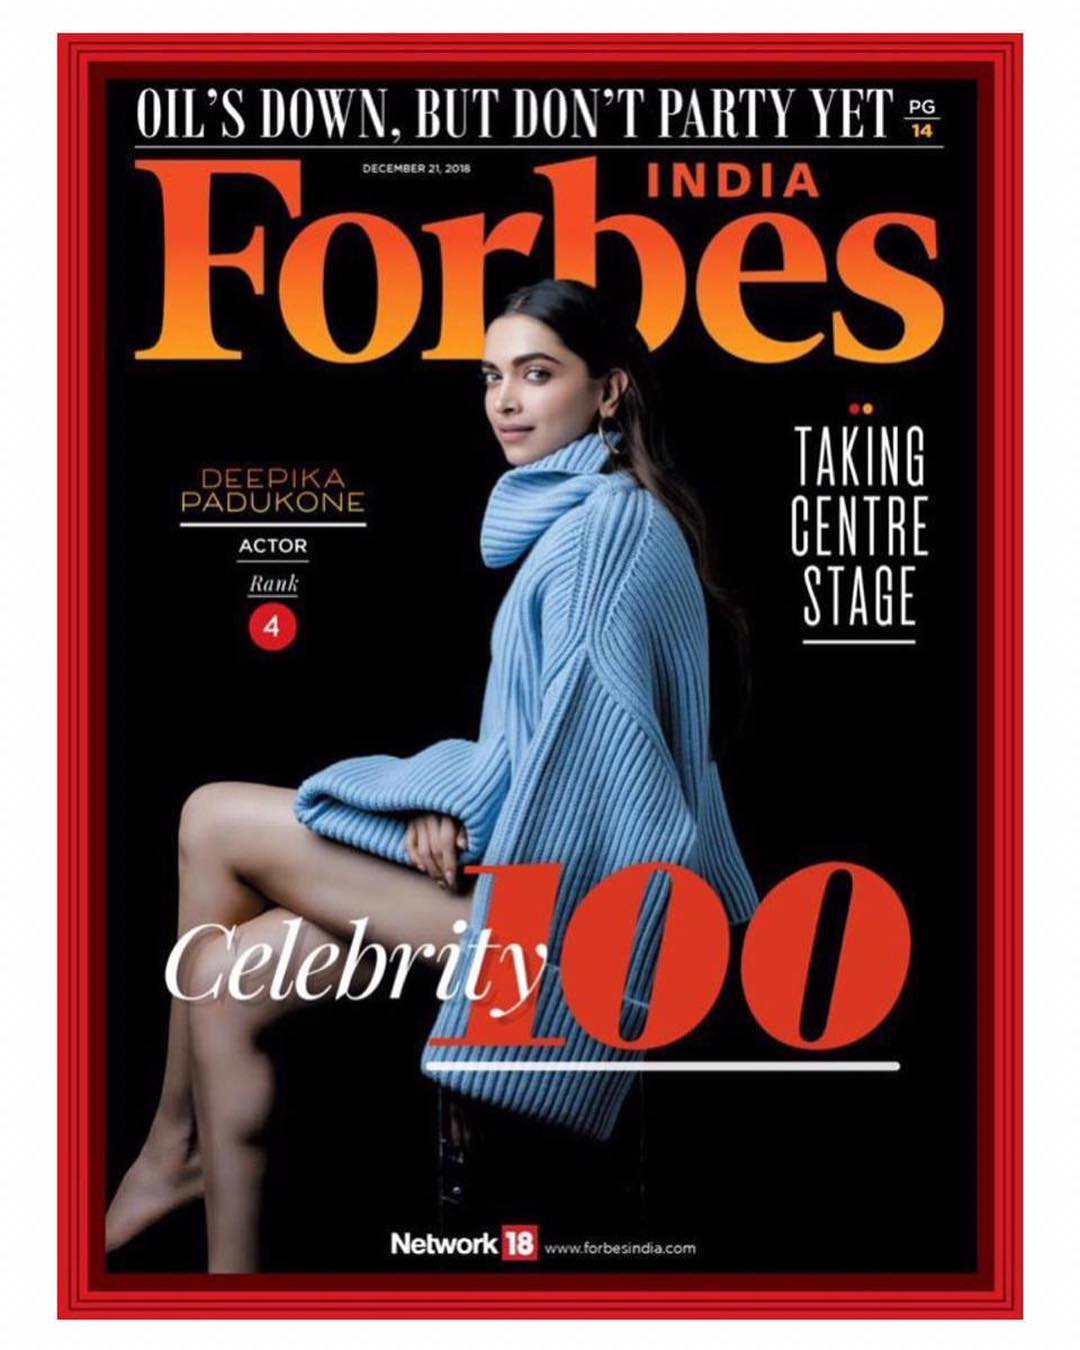 OIL'S DOWN, BUT DON'T PARTY YET PG 14
DECEMBER 21, 2018
INDIA
Forbes
DEEPIKA
PADUKONE
ACTOR
Rank
4
TAKING
CENTRE
STAGE
Celebrity 100
Network 18 www.forbesindia.com